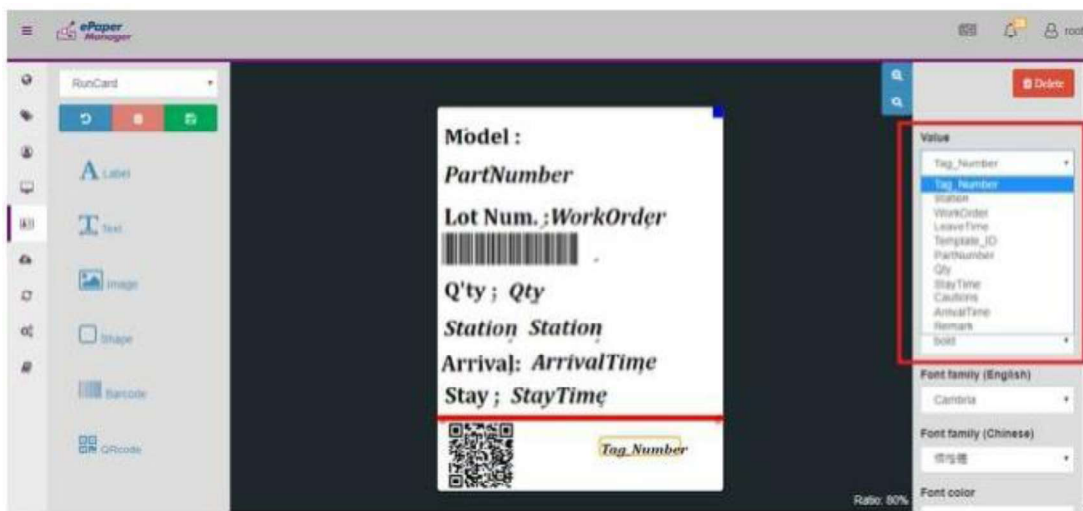 ePaper
Manager
root
RunCard
Label
Text
Image
Shape
Barcode
QRcode
Model :
PartNumber
Lot Num. ;WorkOrder
Q'ty ; Qty
Station Station
Arrival: ArrivalTime
Stay ; StayTime
Tag_Number
Ratio: 80%
Delete
Value
Tag_Number
Tag_Number
Station
WorkOrder
LeaveTime
Template_ID
PartNumber
Qty
StayTime
Cautions
ArrivalTime
Remark
bold
Font family (English)
Cambria
Font family (Chinese)
Font color